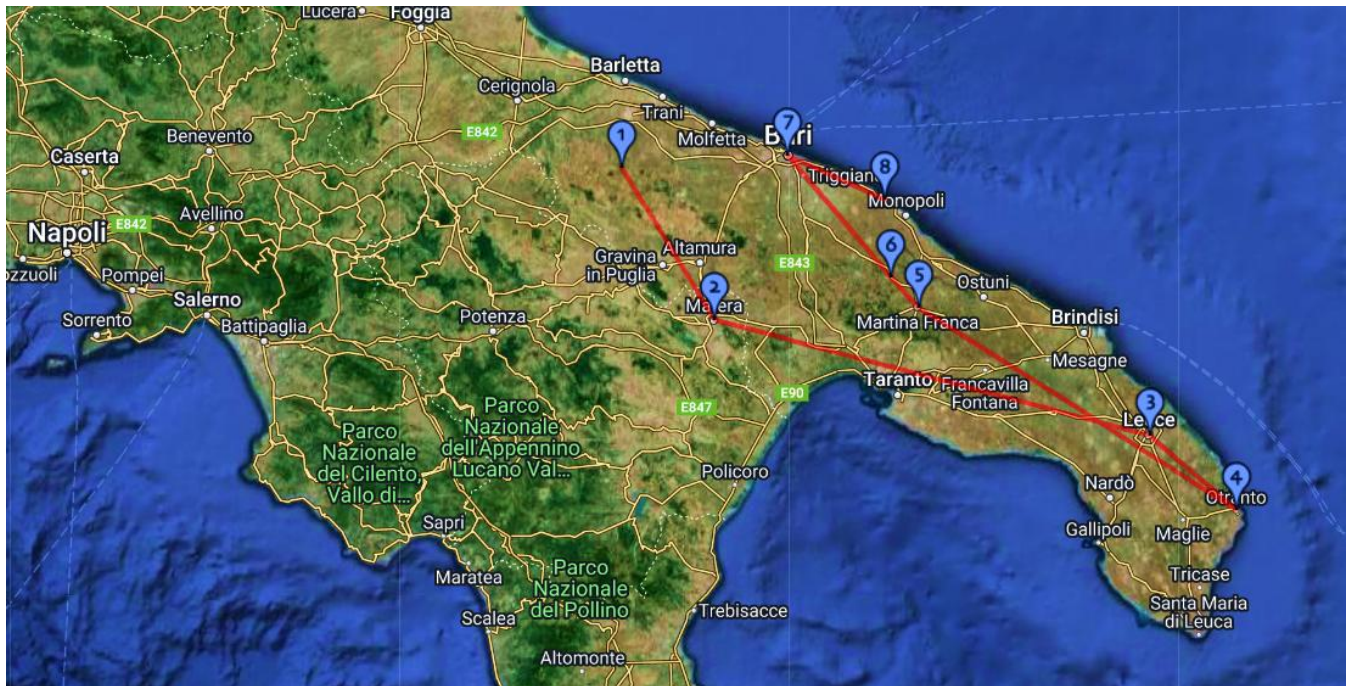 Lucera
Foggia
Barletta
Cerignola
Trani
E842
Molfetta
Benevento
7
1
Caserta
Triggian
8
Monopoli
Avellino
E842
Napoli
Altamura
Gravina
in Puglia
E843
6
ozzuoli
Pompei
Ostuni
2
5
Salerno
Matera
Martina Franca
Brindisi
Sorrento
Battipaglia
Potenza
Mesagne
Taranto
Francavilla
Fontana
E90
E847
Parco
Nazionale
dell'Appennino
Lucano Val...
Parco
Nazionale
del Cilento,
Vallo di...
3
Lecce
Policoro
4
Nardò
Otranto
Sapri
Gallipoli
Maglie
Maratea
Parco
Nazionale
del Pollino
Tricase
Scalea
Trebisacce
Santa Maria
di Leuca
Altomonte